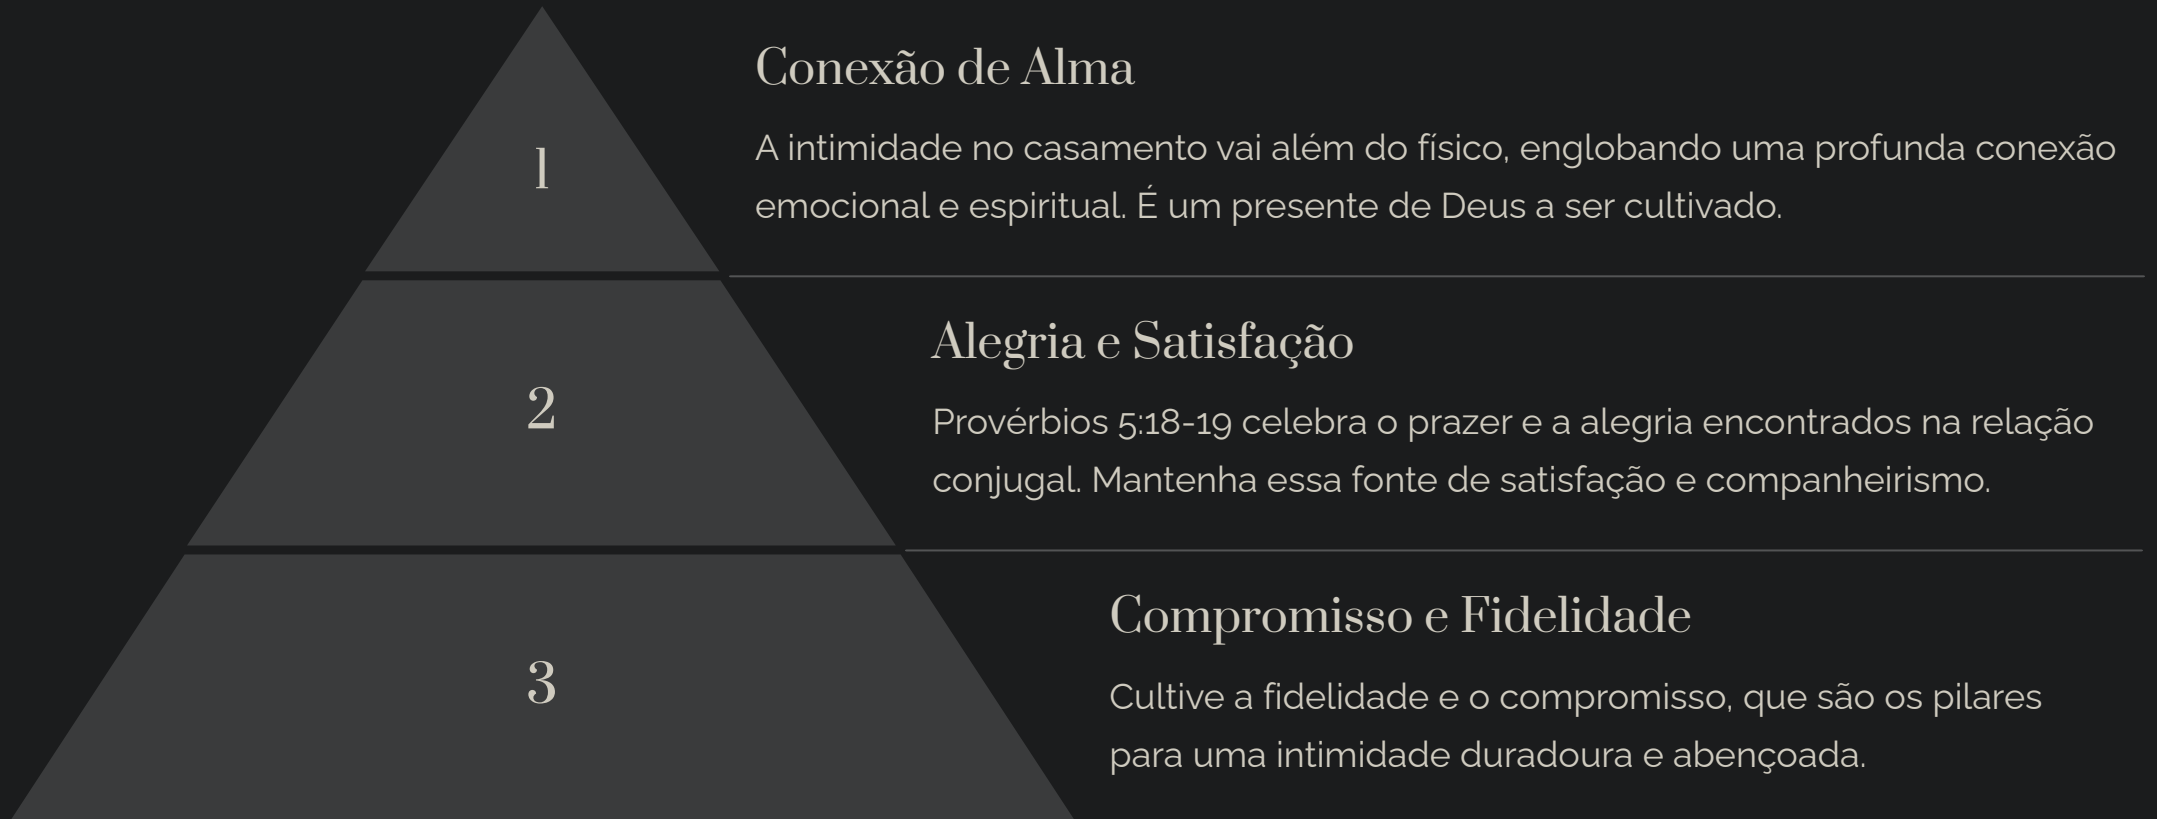 1
Conexão de Alma
A intimidade no casamento vai além do físico, englobando uma profunda conexão
emocional e espiritual. É um presente de Deus a ser cultivado.
2
Alegria e Satisfação
Provérbios 5:18-19 celebra o prazer e a alegria encontrados na relação
conjugal. Mantenha essa fonte de satisfação e companheirismo.
3
Compromisso e Fidelidade
Cultive a fidelidade e o compromisso, que são os pilares
para uma intimidade duradoura e abençoada.